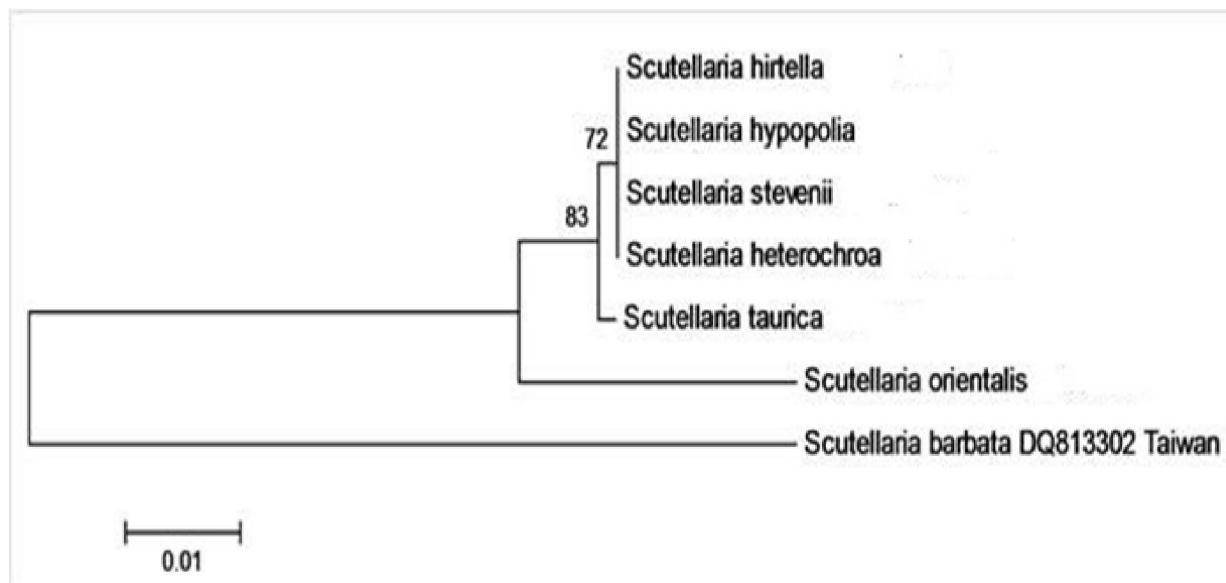 Scutellaria hirtella
72
Scutellaria hypopolia
Scutellaria stevenii
83
Scutellaria heterochroa
Scutellaria taurica
Scutellaria orientalis
Scutellaria barbata DQ813302 Taiwan
0.01